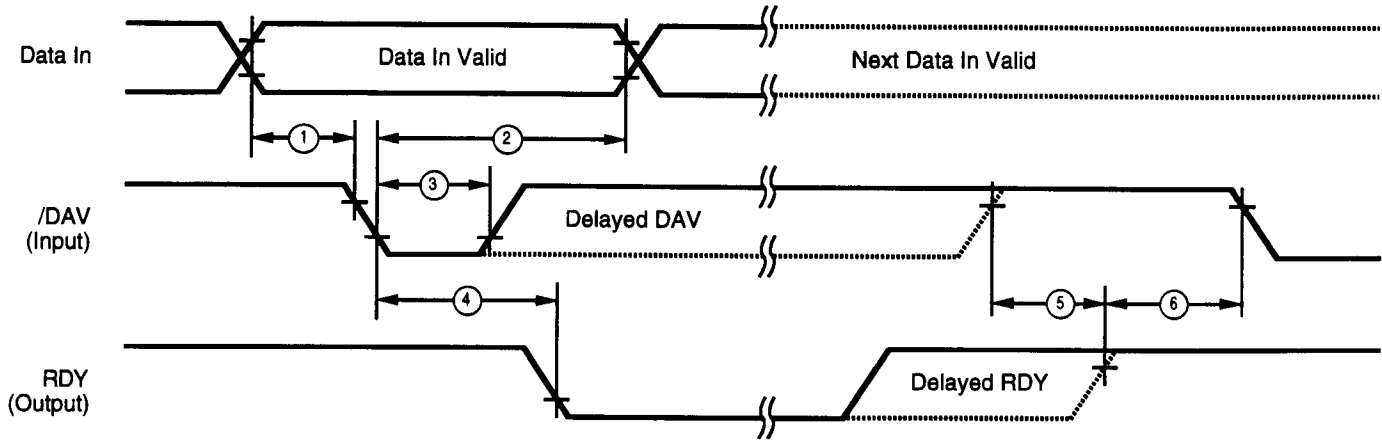 Data In
Data In Valid
Next Data In Valid
1
2
3
/DAV
(Input)
Delayed DAV
4
5
6
RDY
(Output)
Delayed RDY